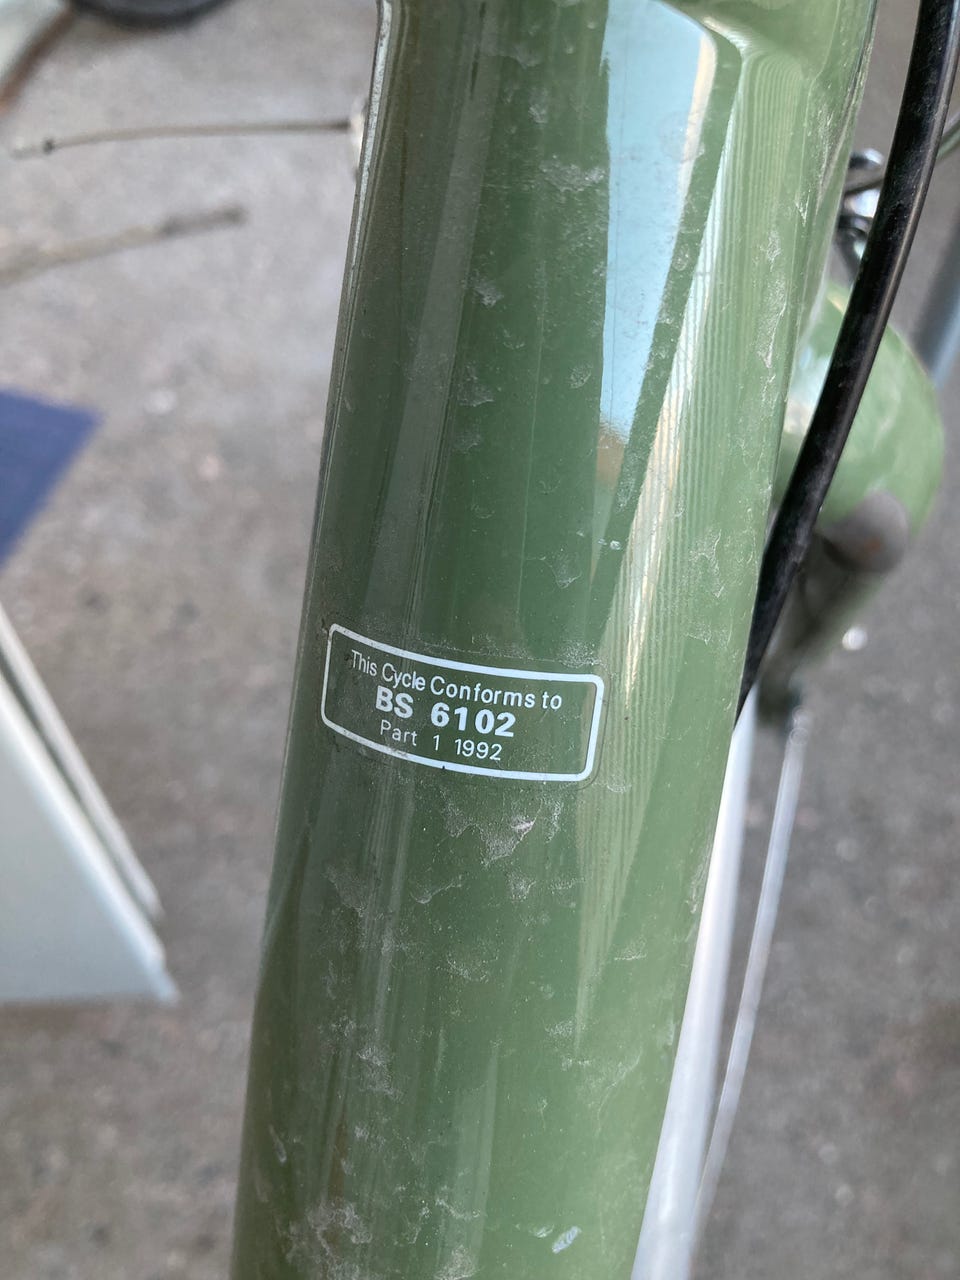 This Cycle Conforms to
BS 6102
Part 1 1992